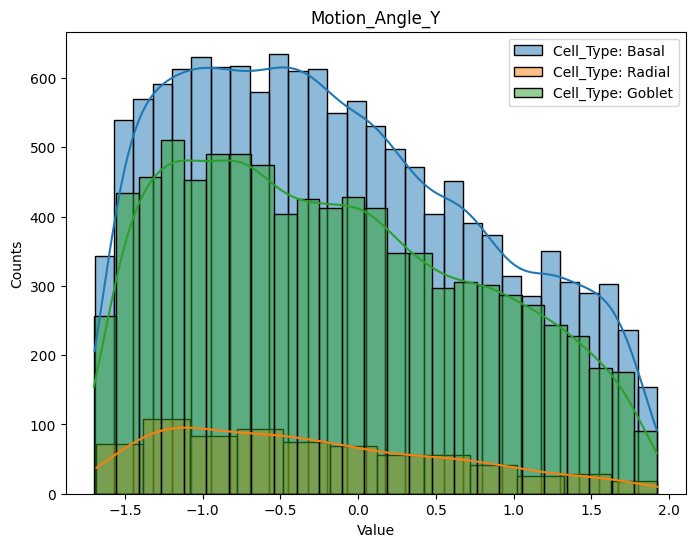 Motion_Angle_Y
Cell_Type: Basal
Cell_Type: Radial
Cell_Type: Goblet
Counts
600
500
400
300
200
100
0
−1.5
−1.0
−0.5
0.0
0.5
1.0
1.5
2.0
Value